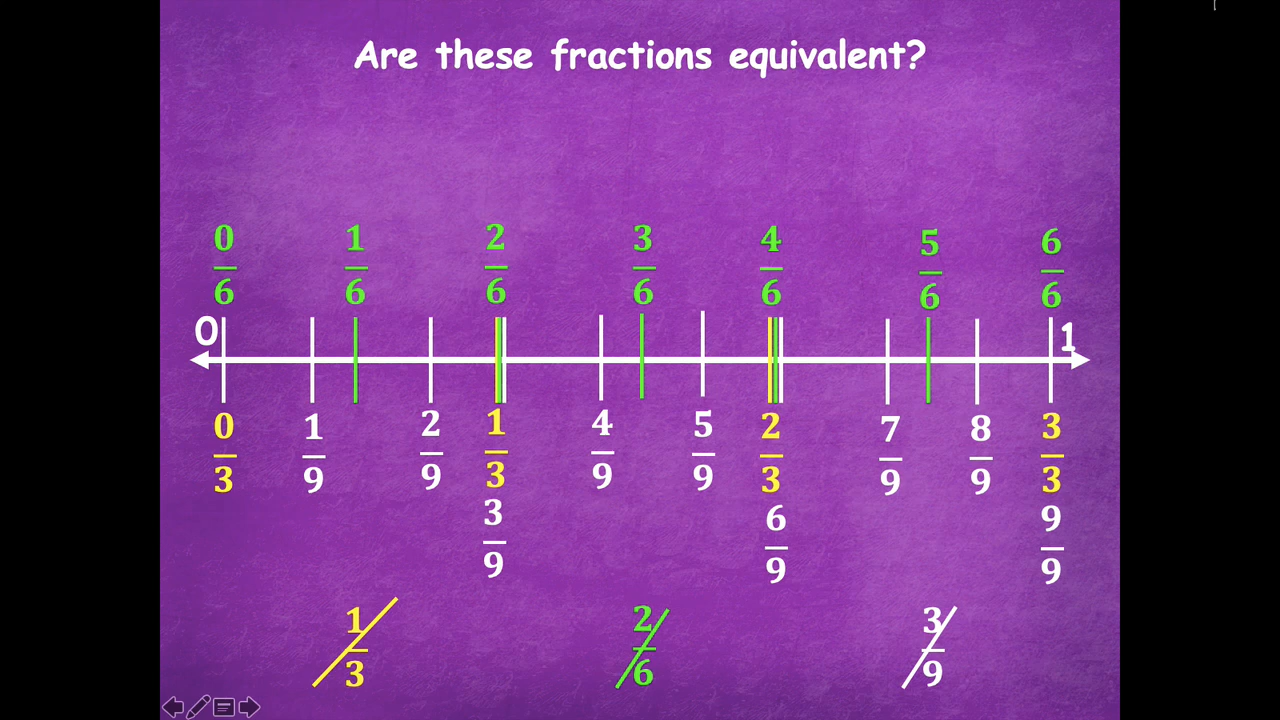 Are these fractions equivalent?
0/6 1/6 2/6 3/6 4/6 5/6 6/6
0 1
0/3 1/9 2/9 1/3 4/9 5/9 2/3 7/9 8/9 3/3
3/9 6/9 9/9
1/3 2/6 3/9